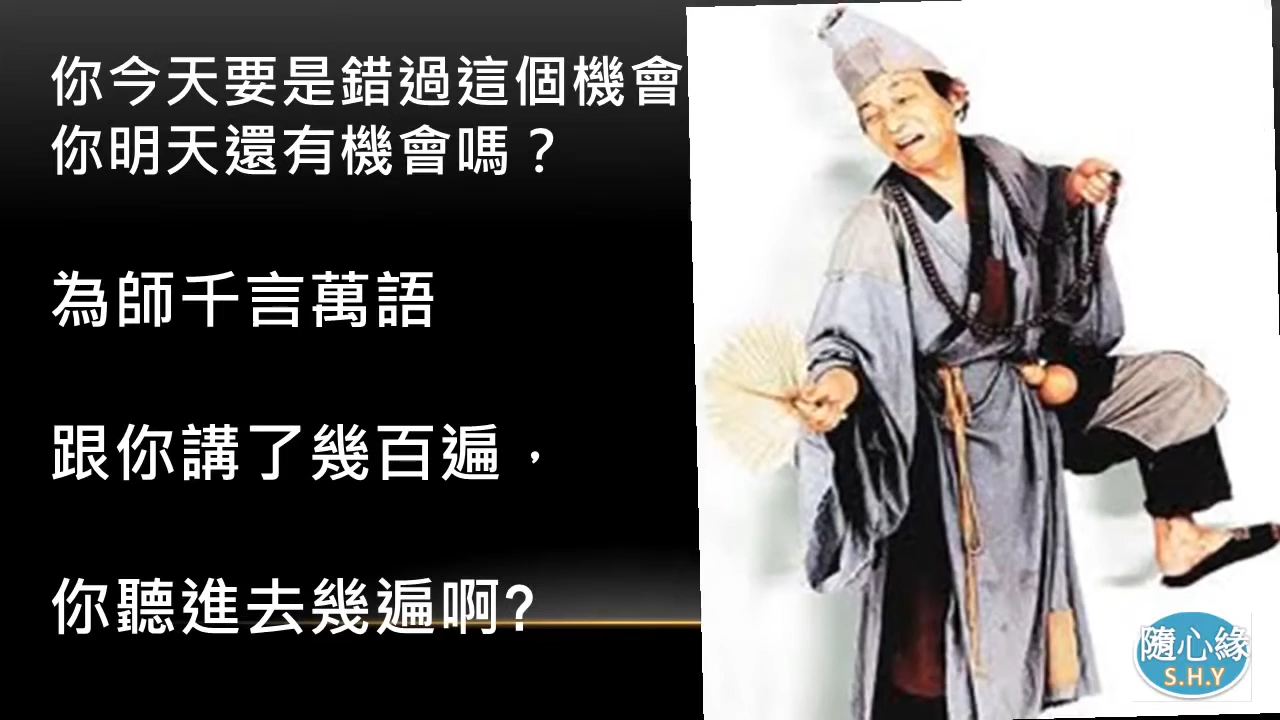 你今天要是錯過這個機會
你明天還有機會嗎？
為師千言萬語
跟你講了幾百遍，
你聽進去幾遍啊?
隨心緣
S.H.Y